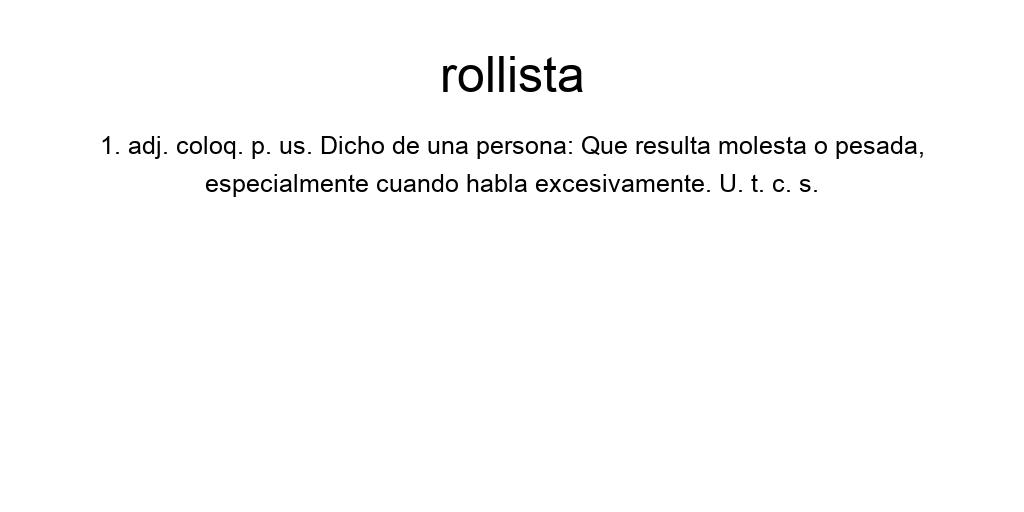 rollista
1. adj. coloq. p. us. Dicho de una persona: Que resulta molesta o pesada,
especialmente cuando habla excesivamente. U. t. c. s.